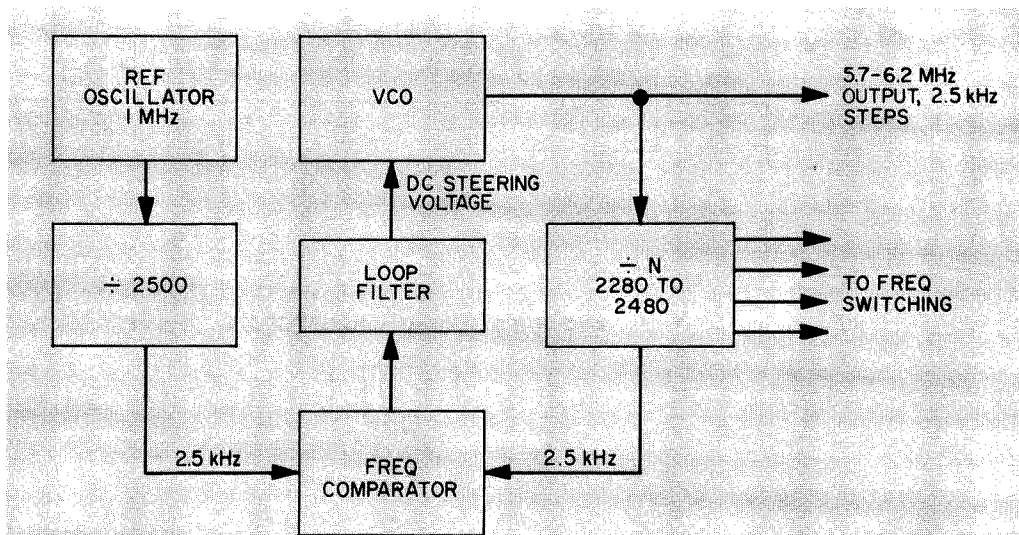 REF
OSCILLATOR
1 MHz
VCO
5.7-6.2 MHz
OUTPUT, 2.5 kHz
STEPS
DC STEERING
VOLTAGE
÷ 2500
LOOP
FILTER
÷ N
2280 TO
2480
TO FREQ
SWITCHING
2.5 kHz
FREQ
COMPARATOR
2.5 kHz